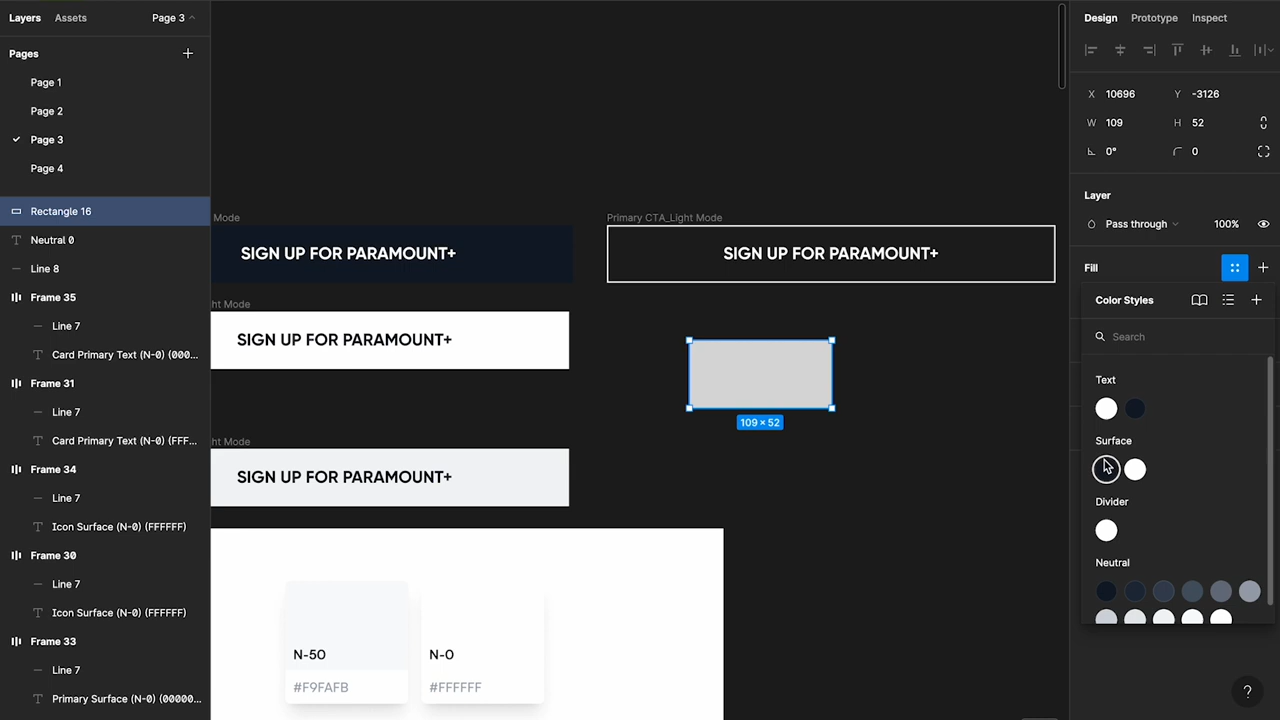 Layers Assets Page 3
Pages
Page 1
Page 2
Page 3
Page 4
Rectangle 16
Neutral 0
Line 8
Frame 35
Line 7
Card Primary Text (N-0) (000...
Frame 31
Line 7
Card Primary Text (N-0) (FFF...
Frame 34
Line 7
Icon Surface (N-0) (FFFFFF)
Frame 30
Line 7
Icon Surface (N-0) (FFFFFF)
Frame 33
Line 7
Primary Surface (N-0) (00000...
Mode
SIGN UP FOR PARAMOUNT+
ht Mode
SIGN UP FOR PARAMOUNT+
ht Mode
SIGN UP FOR PARAMOUNT+
Primary CTA_Light Mode
SIGN UP FOR PARAMOUNT+
109 × 52
N-50
#F9FAFB
N-0
#FFFFFF
Design Prototype Inspect
X 10696 Y -3126
W 109 H 52
0° 0
Layer
Pass through 100%
Fill
Color Styles
Search
Text
Surface
Divider
Neutral
?